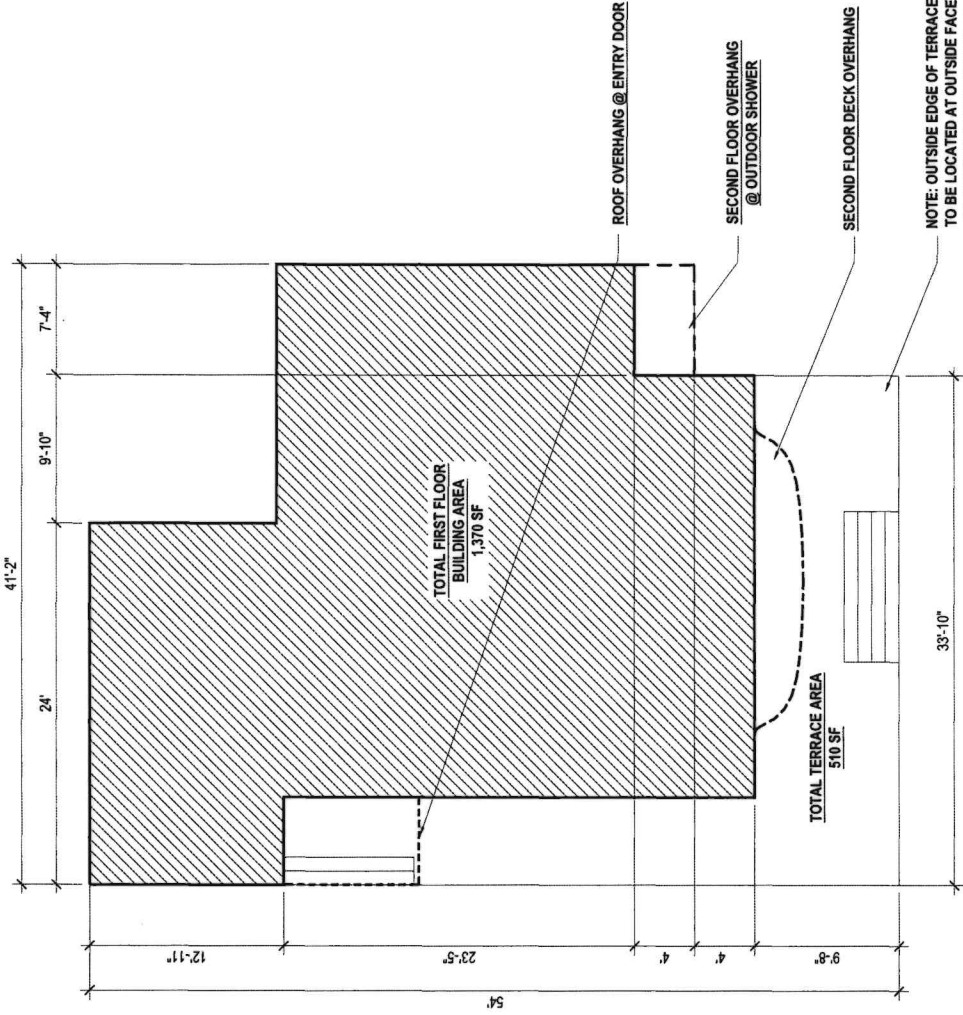 41'-2"
24'
9'-10"
7'-4"
12'-11"
23'-5"
4'
4'
9'-8"
54'
33'-10"
TOTAL FIRST FLOOR
BUILDING AREA
1,370 SF
TOTAL TERRACE AREA
510 SF
ROOF OVERHANG @ ENTRY DOOR
SECOND FLOOR OVERHANG
@ OUTDOOR SHOWER
SECOND FLOOR DECK OVERHANG
NOTE: OUTSIDE EDGE OF TERRACE
TO BE LOCATED AT OUTSIDE FACE